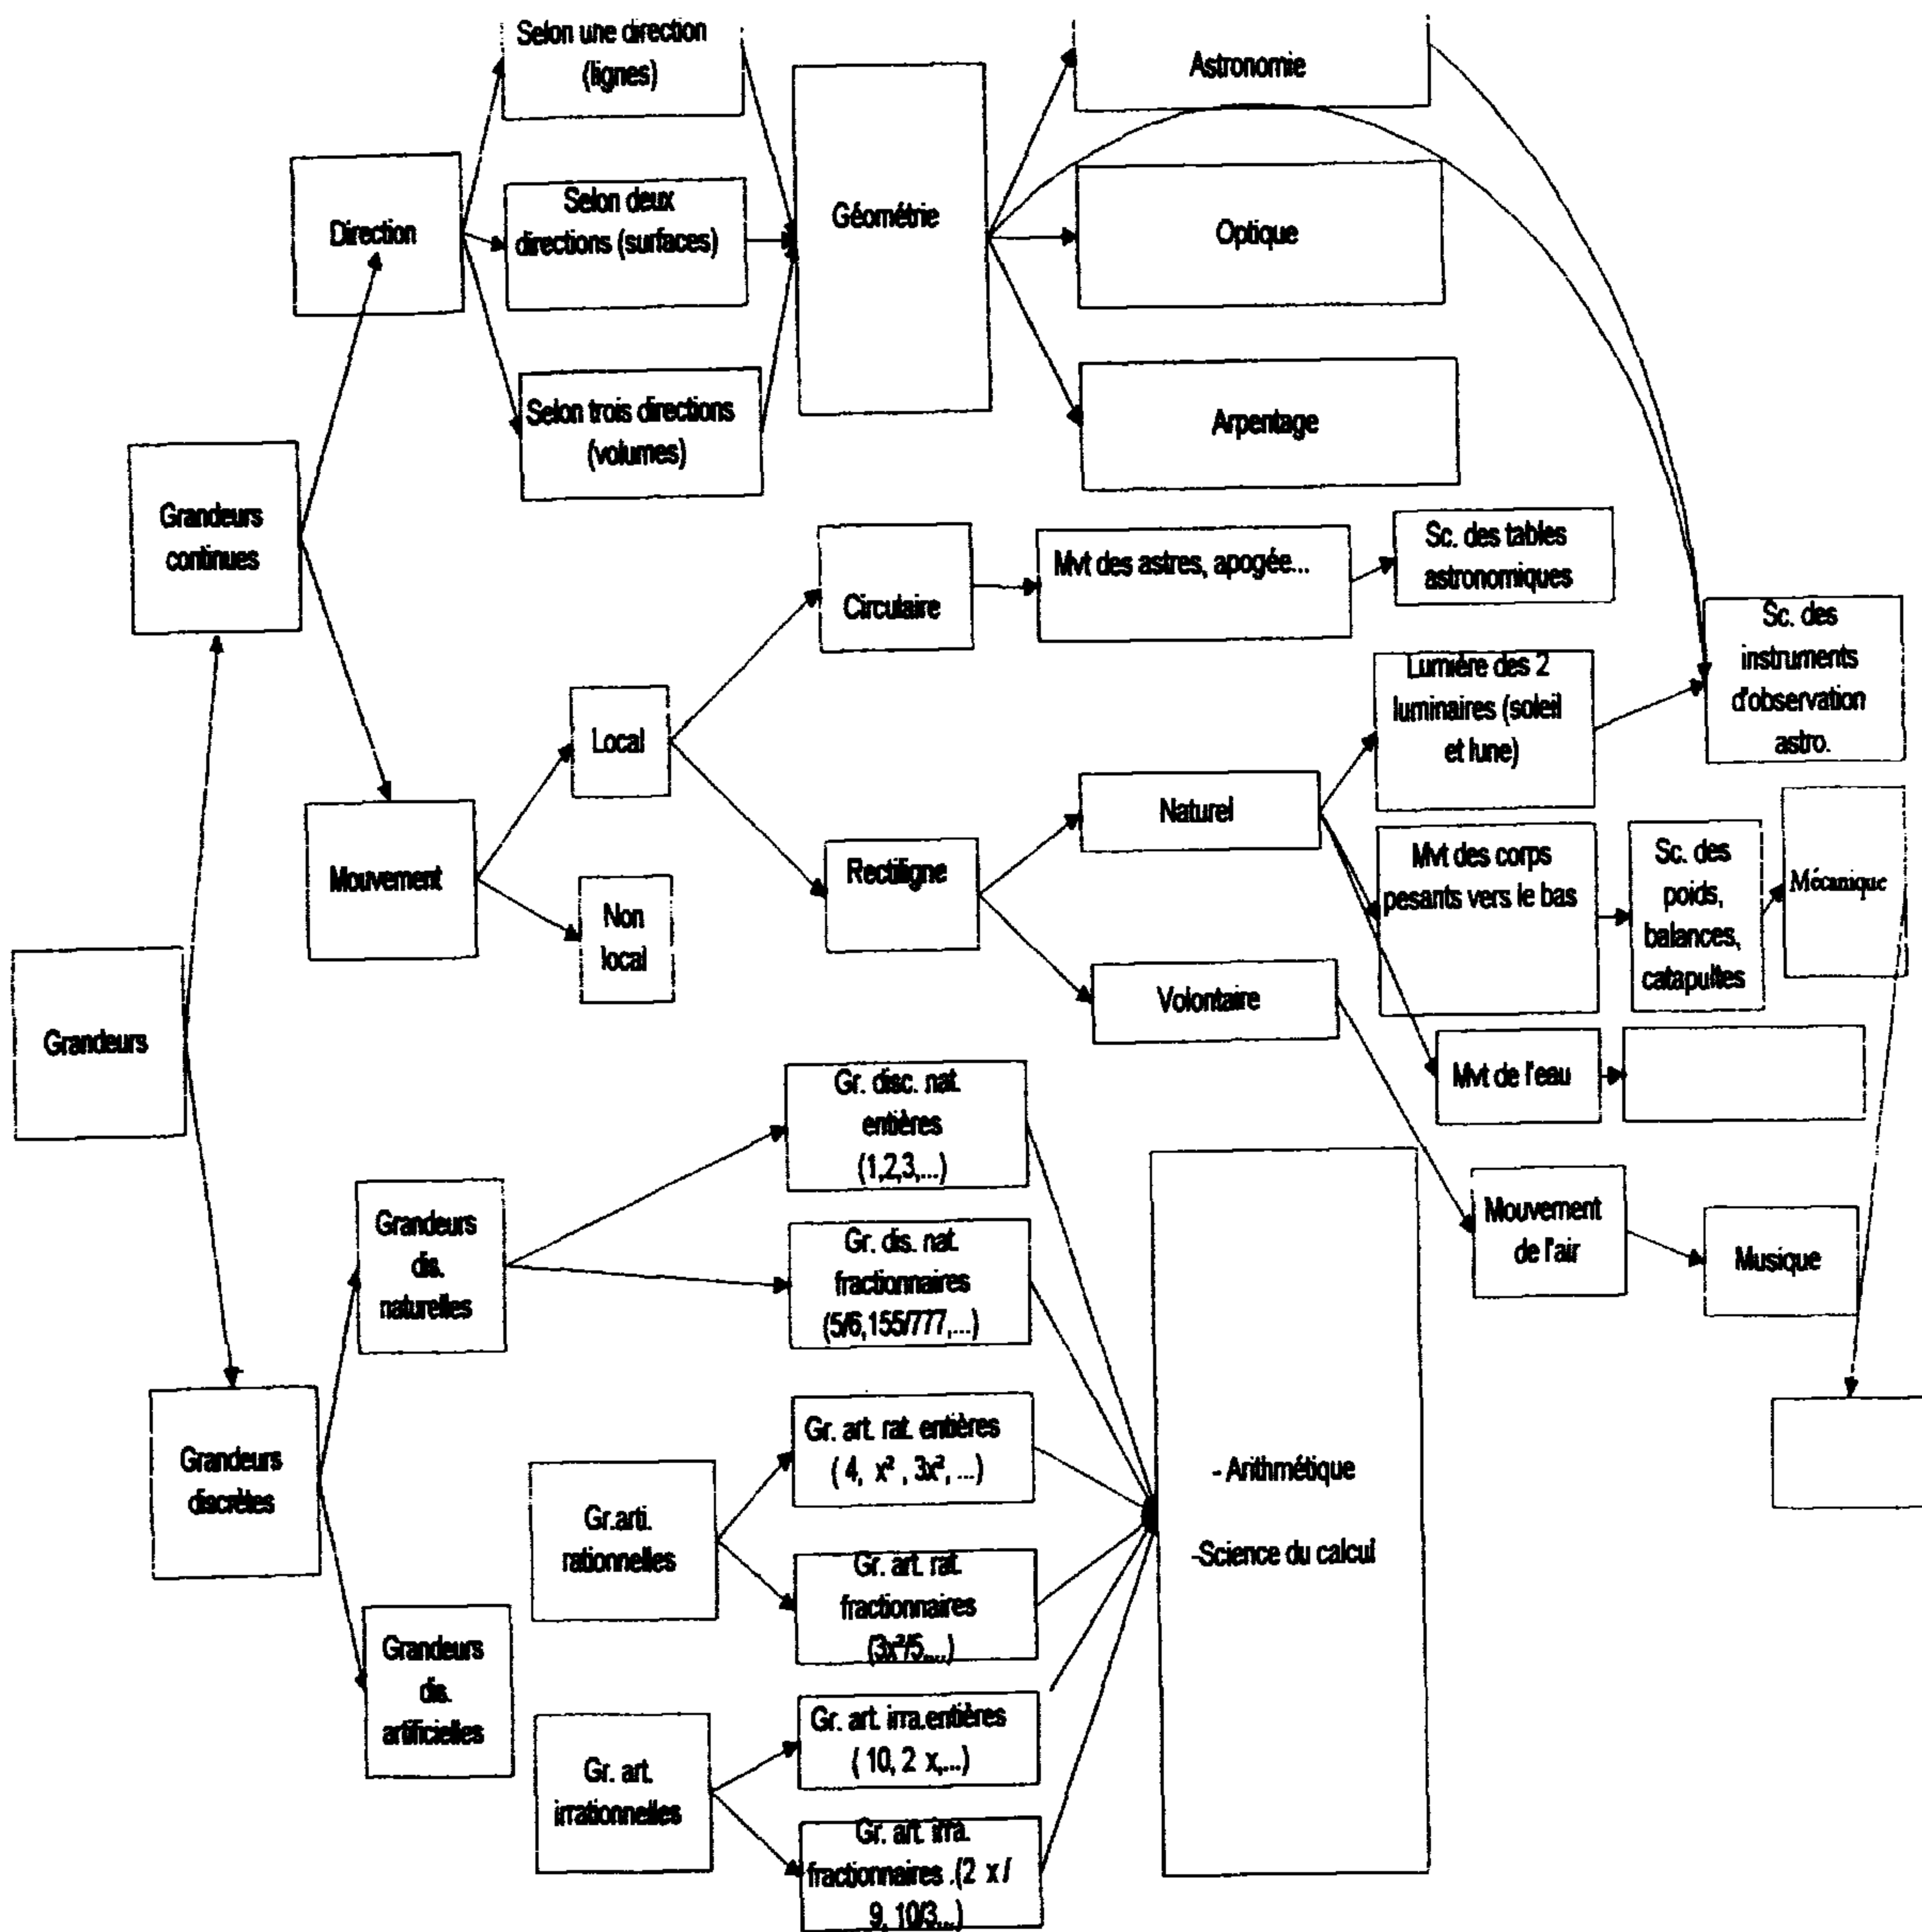 Selon une direction
(lignes)
Astronomie
Direction
Selon deux
directions (surfaces)
Géométrie
Optique
Selon trois directions
(volumes)
Arpentage
Grandeurs
continues
Circulaire
Mvt des astres, apogée...
Sc. des tables
astronomiques
Sc. des
instruments
d'observation
astro.
Local
Lumière des 2
luminaires (soleil
et lune)
Mouvement
Non
local
Rectiligne
Naturel
Mvt des corps
pesants vers le bas
Sc. des
poids,
balances,
catapultes
Mécanique
Volontaire
Grandeurs
Mvt de l'eau
Gr. disc. nat.
entières
(1,2,3,...)
Grandeurs
dis.
naturelles
Gr. dis. nat.
fractionnaires
(5/6,155/777,...)
Mouvement
de l'air
Musique
Grandeurs
discrètes
Gr.arti.
rationnelles
Gr. art. rat. entières
( 4, x² , 3x², ...)
- Arithmétique
-Science du calcul
Gr. art. rat.
fractionnaires
(3x²/5,...)
Grandeurs
dis.
artificielles
Gr. art.
irrationnelles
Gr. art. irra.entières
( 10, 2 x,...)
Gr. art. irra.
fractionnaires .(2 x /
9, 10/3...)